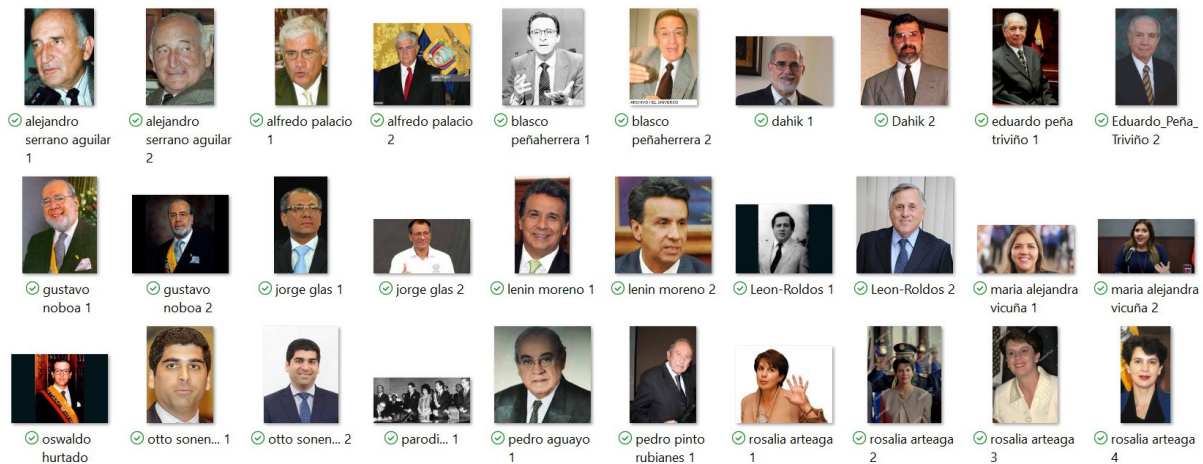 ARCHIVO / EL UNIVERSO
alejandro
serrano aguilar
1
alejandro
serrano aguilar
2
alfredo palacio
1
alfredo palacio
2
blasco
peñaherrera 1
blasco
peñaherrera 2
dahik 1
Dahik 2
eduardo peña
triviño 1
Eduardo_Peña_
Triviño 2
gustavo
noboa 1
gustavo
noboa 2
jorge glas 1
jorge glas 2
lenin moreno 1
lenin moreno 2
Leon-Roldos 1
Leon-Roldos 2
maria alejandra
vicuña 1
maria alejandra
vicuña 2
oswaldo
hurtado
otto sonen... 1
otto sonen... 2
parodi... 1
pedro aguayo
1
pedro pinto
rubianes 1
rosalia arteaga
1
rosalia arteaga
2
rosalia arteaga
3
rosalia arteaga
4